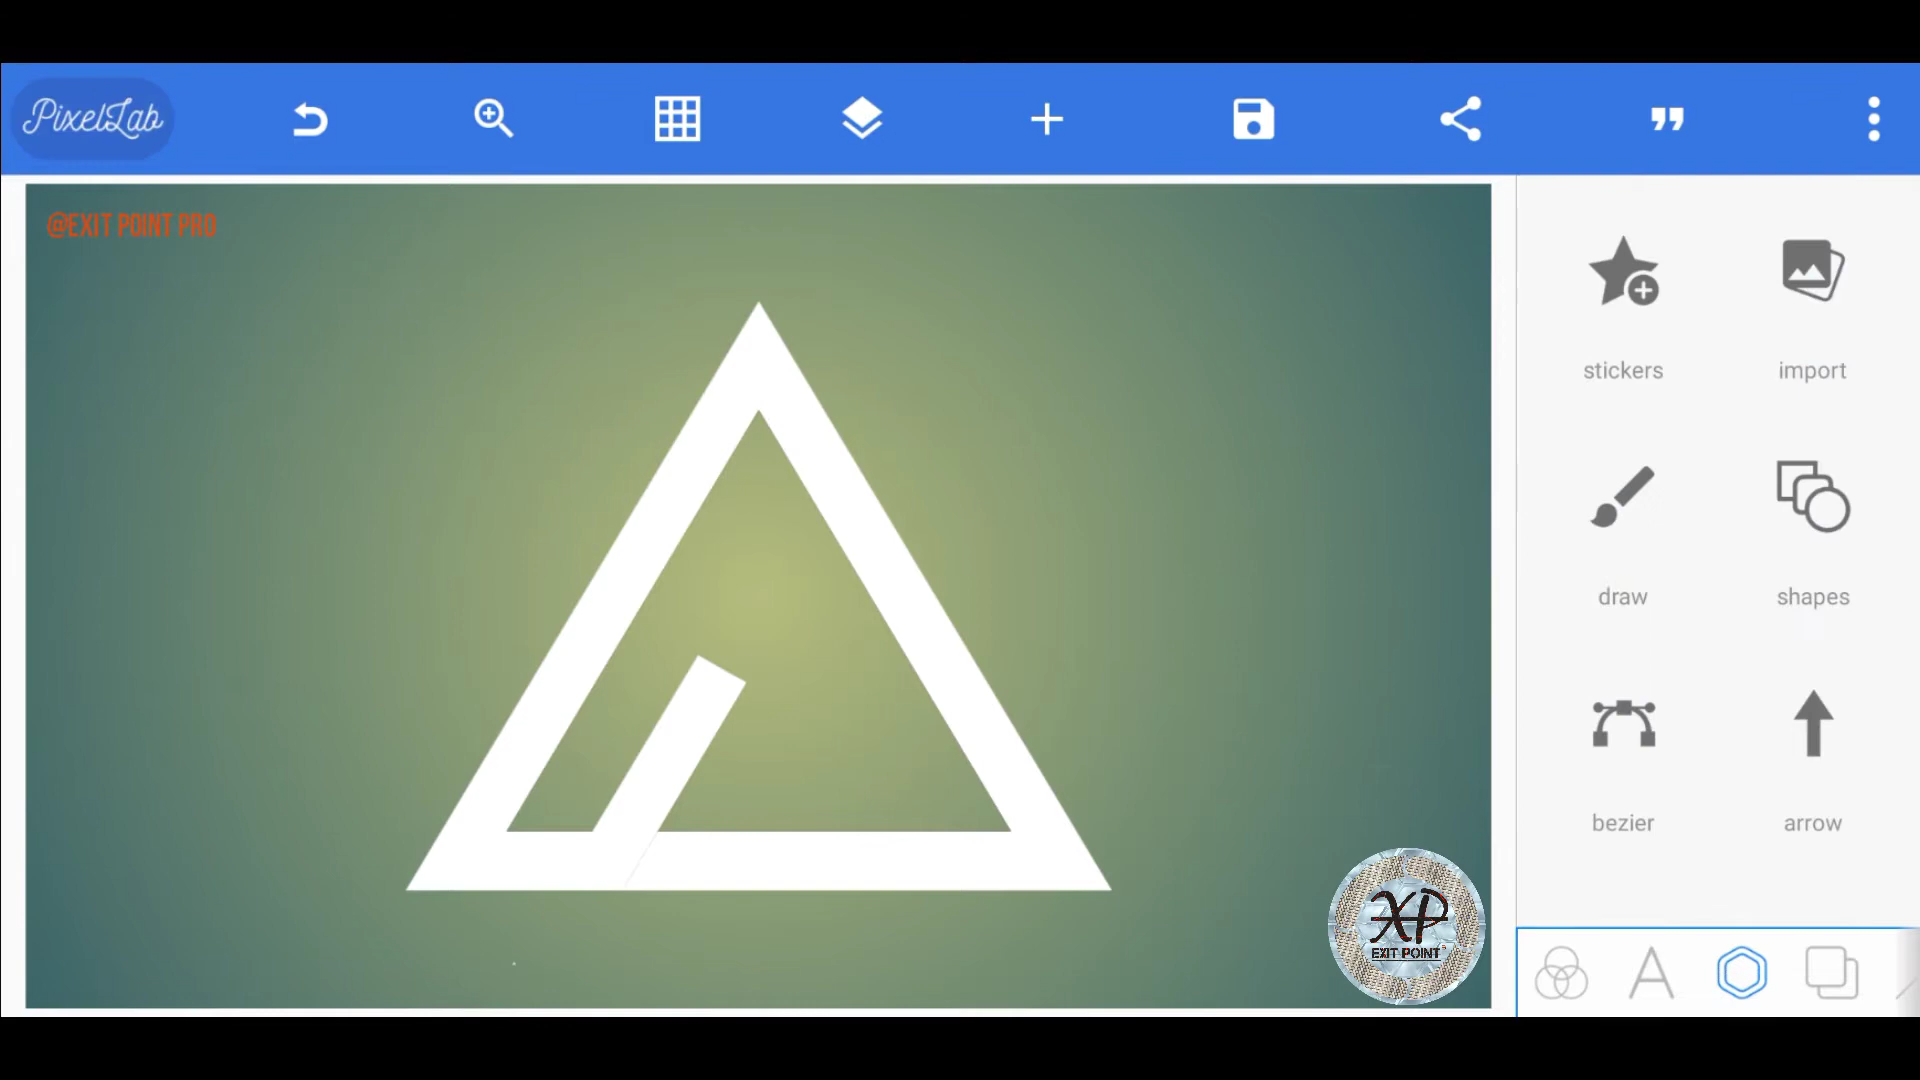 PixelLab
@EXIT POINT PRO
stickers
import
draw
shapes
bezier
arrow
XP
EXIT POINT